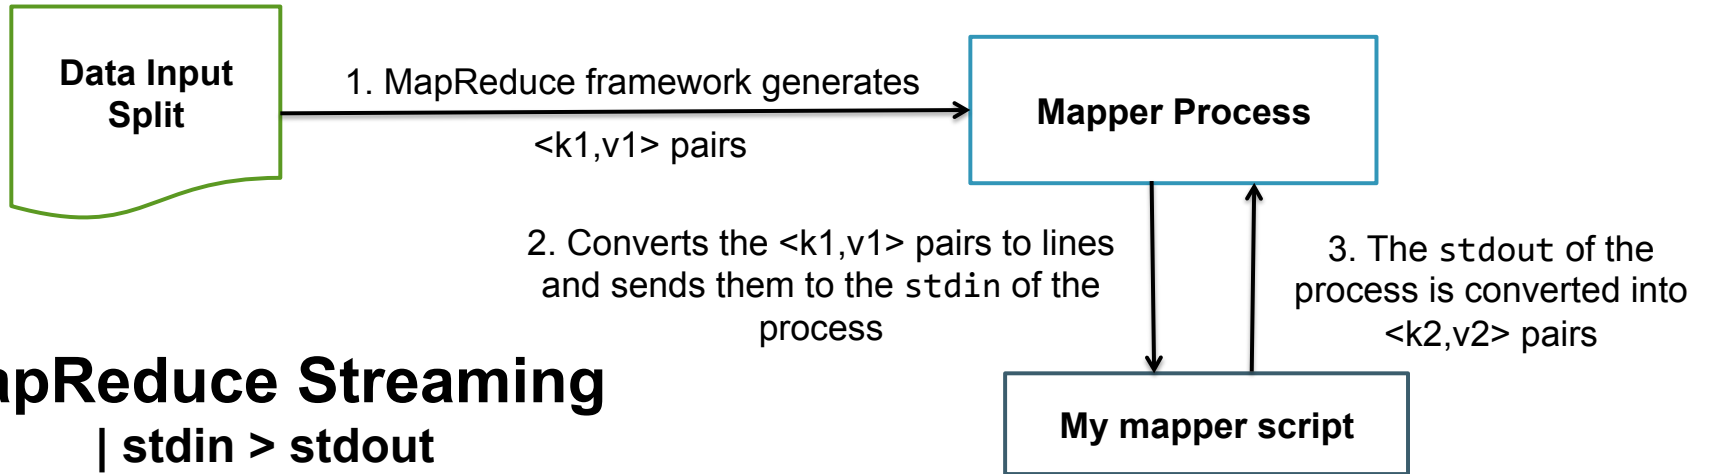 Data Input
Split
1. MapReduce framework generates
<k1,v1> pairs
Mapper Process
2. Converts the <k1,v1> pairs to lines
and sends them to the stdin of the
process
3. The stdout of the
process is converted into
<k2,v2> pairs
apReduce Streaming
| stdin > stdout
My mapper script